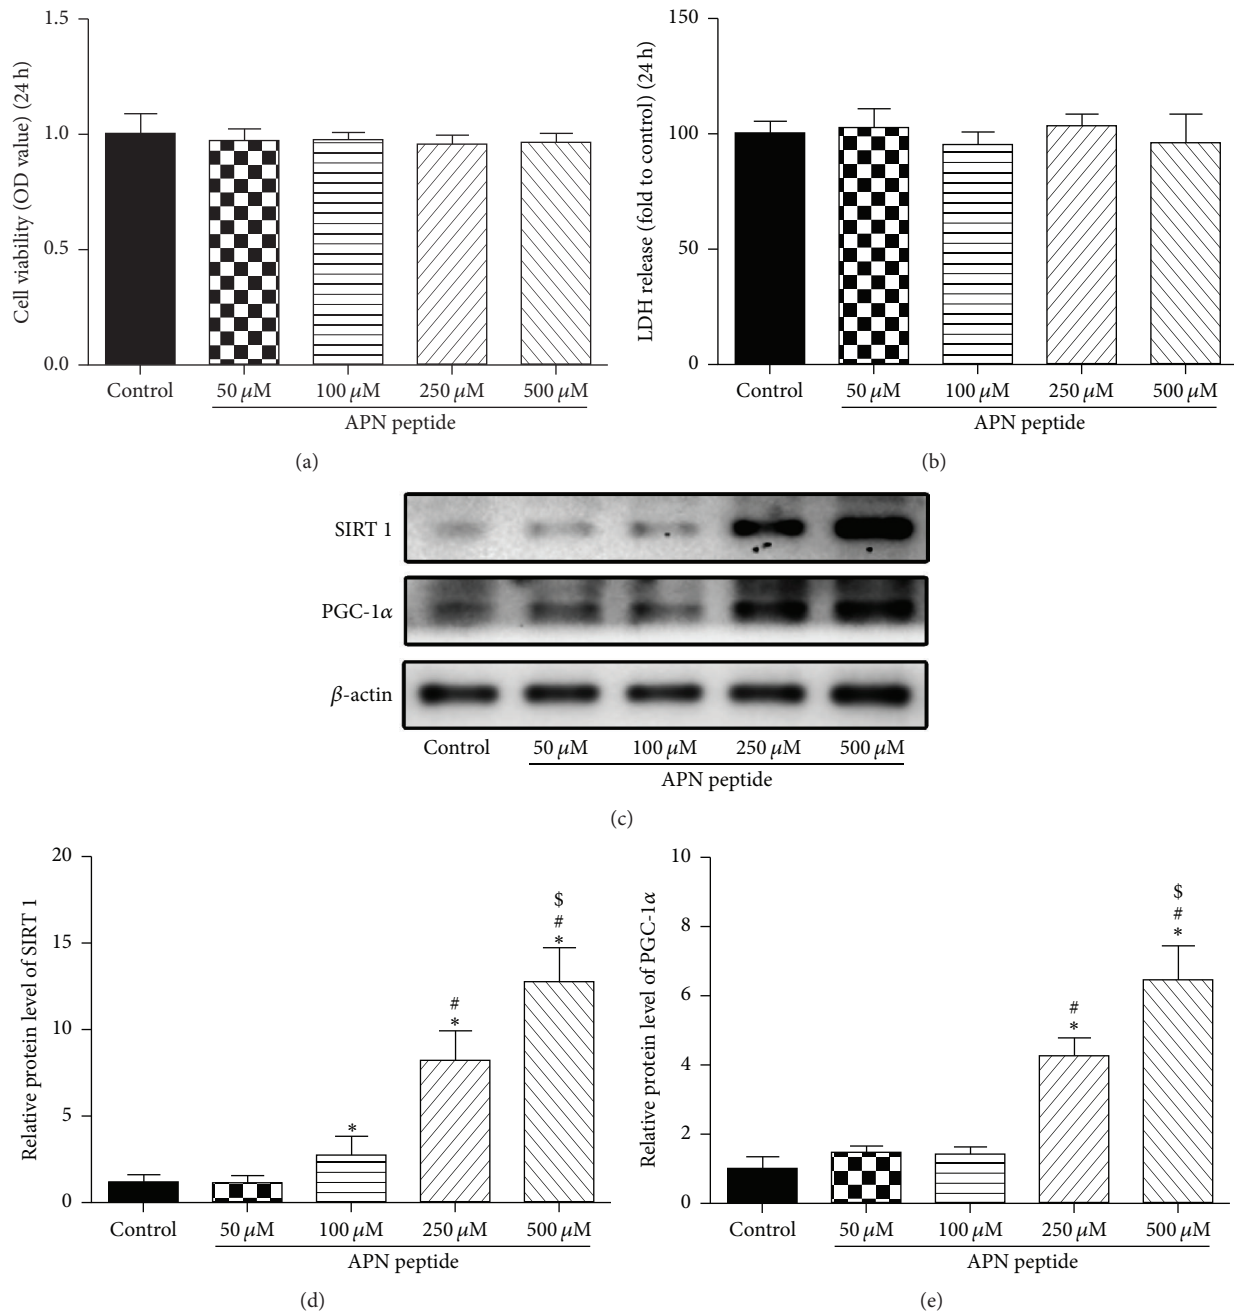 Cell viability (OD value) (24 h)
1.5
1.0
0.5
0.0
Control
50 μM
100 μM
250 μM
500 μM
APN peptide
(a)
LDH release (fold to control) (24 h)
150
100
50
0
Control
50 μM
100 μM
250 μM
500 μM
APN peptide
(b)
SIRT 1
PGC-1α
β-actin
Control
50 μM
100 μM
250 μM
500 μM
APN peptide
(c)
Relative protein level of SIRT 1
20
15
10
5
0
*
#
*
$
#
*
Control
50 μM
100 μM
250 μM
500 μM
APN peptide
(d)
Relative protein level of PGC-1α
10
8
6
4
2
0
#
*
$
#
*
Control
50 μM
100 μM
250 μM
500 μM
APN peptide
(e)